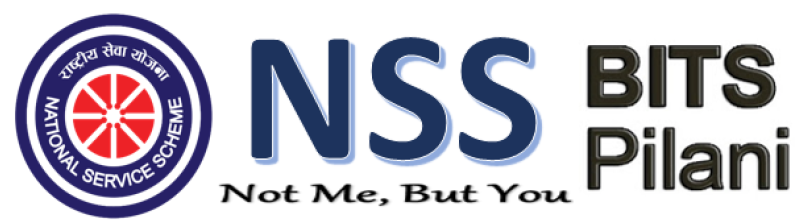 राष्ट्रीय सेवा योजना
NATIONAL SERVICE SCHEME
NSS
Not Me, But You
BITS
Pilani